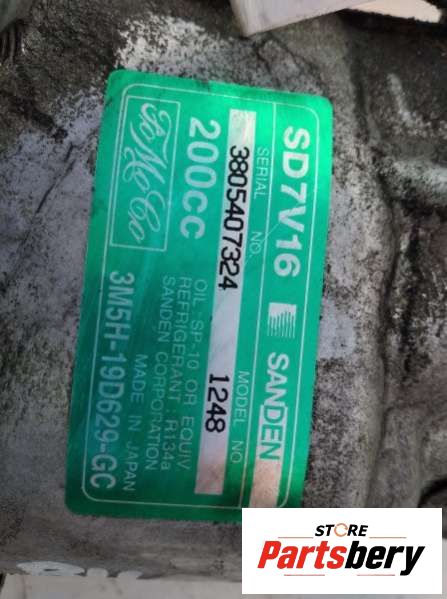 SD7V16 SANDEN
SERIAL NO. MODEL NO.
3805407324 1248
200CC
OIL : SP-10 OR EQUIV.
REFRIGERANT : R134a
SANDEN CORPORATION
FoMoCo
MADE IN JAPAN
3M5H-19D629-GC
STORE
Partsbery